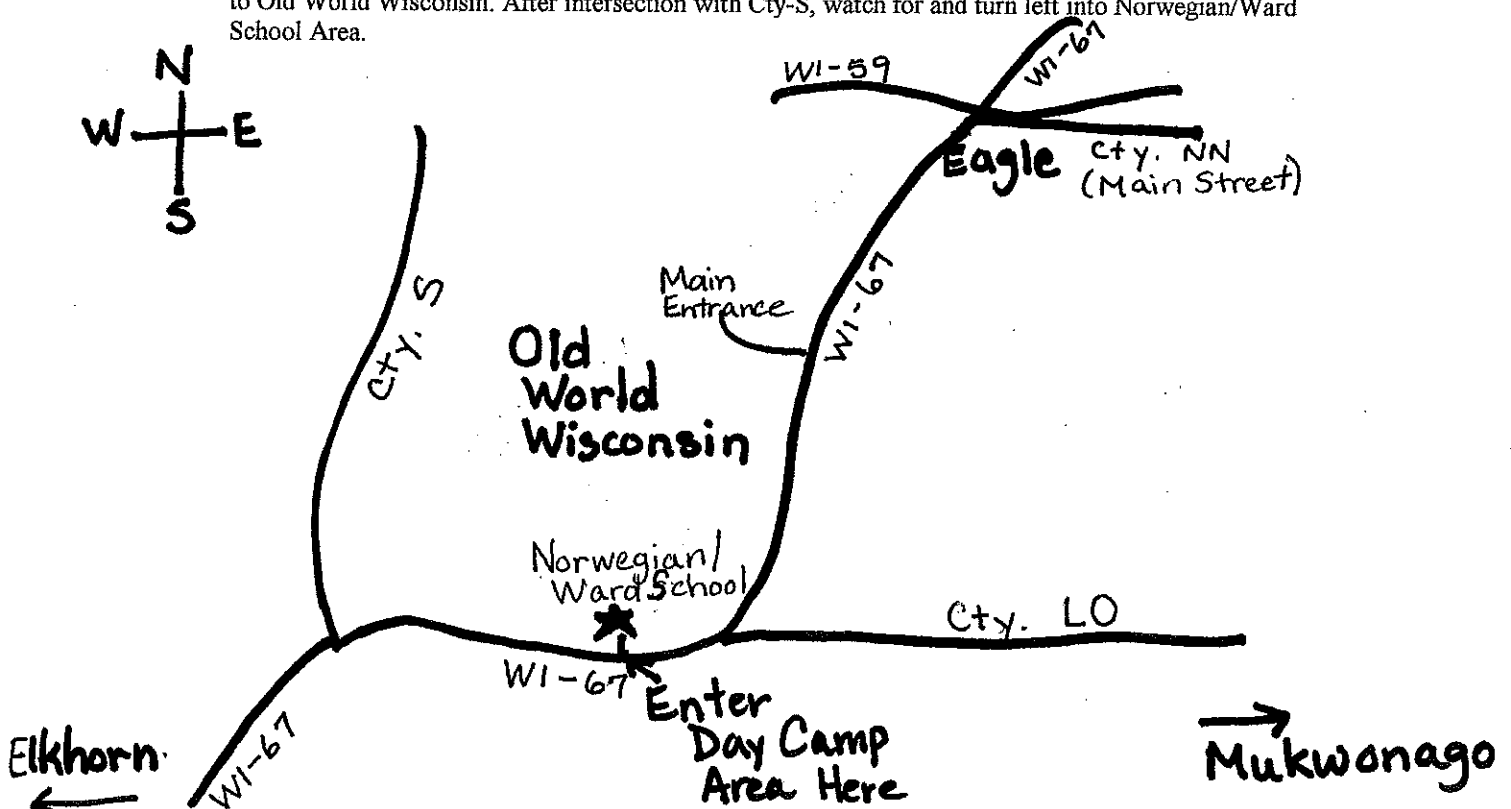 to Old World Wisconsin. After intersection with Cty-S, watch for and turn left into Norwegian/Ward
School Area.
N
W E
S
WI-59
WI-67
Eagle
Cty. NN
(Main Street)
Cty. S
Main
Entrance
WI-67
Old
World
Wisconsin
Norwegian/
Ward School
Cty. LO
WI-67
Enter
Day Camp
Area Here
Elkhorn
WI-67
Mukwonago